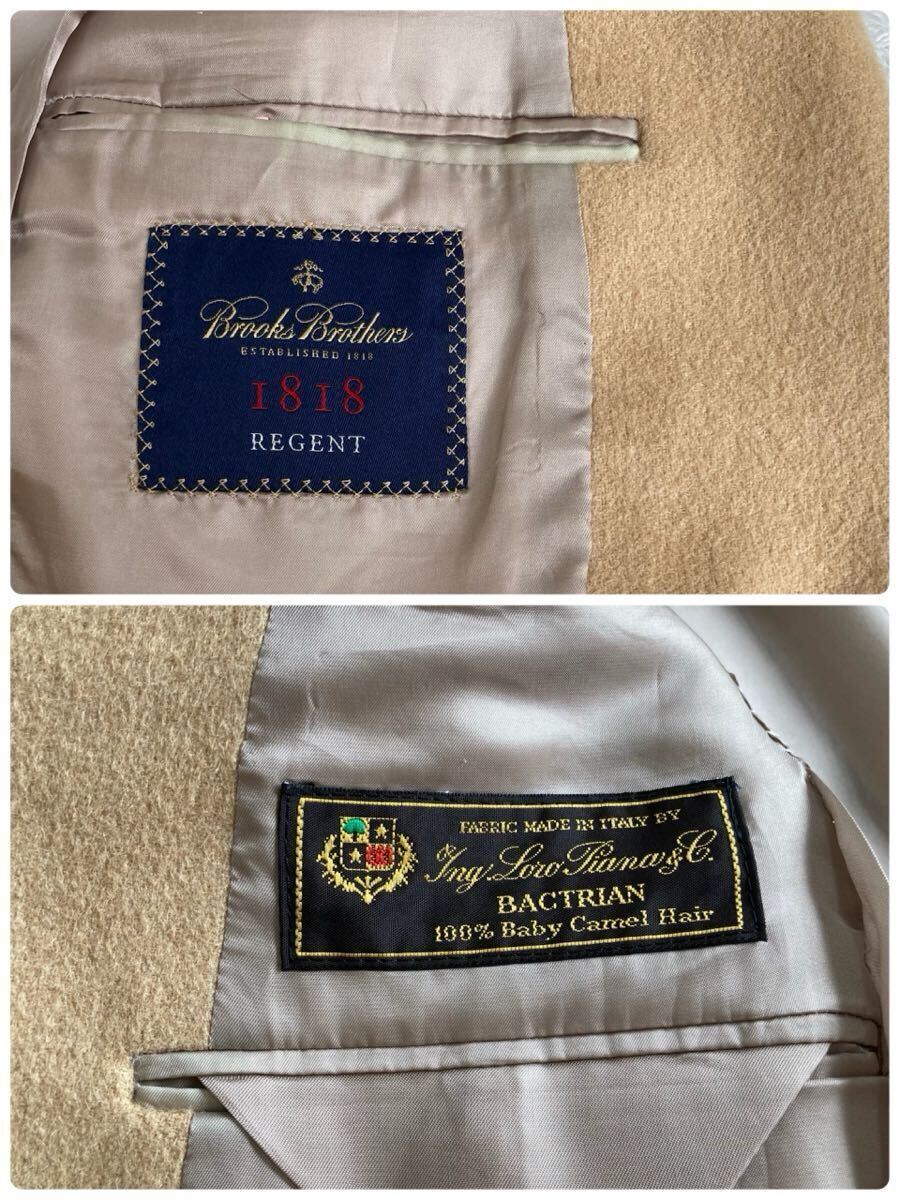 Brooks Brothers
ESTABLISHED 1818
1818
REGENT
FABRIC MADE IN ITALY BY
Ing. Loro Piana & C.
BACTRIAN
100% Baby Camel Hair